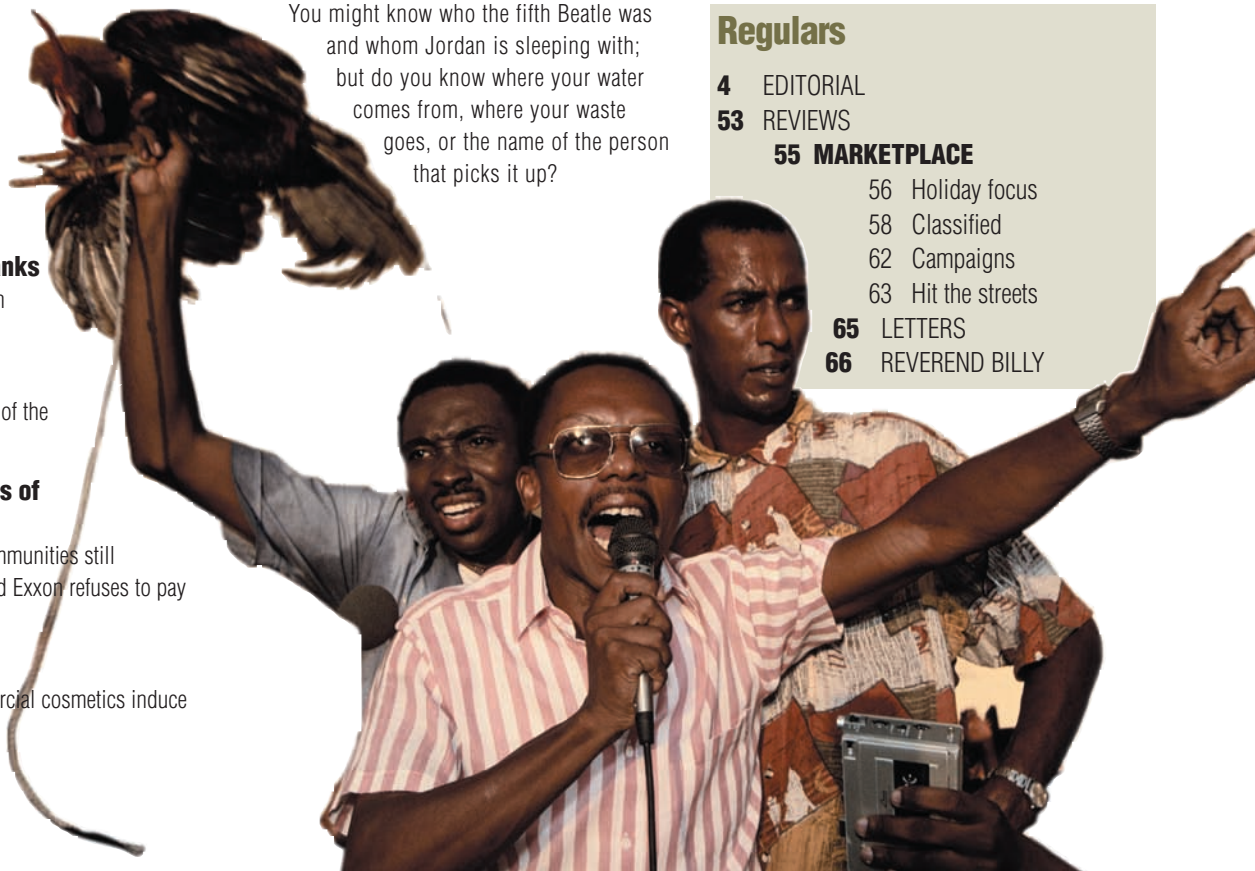 You might know who the fifth Beatle was
and whom Jordan is sleeping with;
but do you know where your water
comes from, where your waste
goes, or the name of the person
that picks it up?
of the
s of
still
Exxon refuses to pay
cosmetics induce
Regulars
4 EDITORIAL
53 REVIEWS
55 MARKETPLACE
56 Holiday focus
58 Classified
62 Campaigns
63 Hit the streets
65 LETTERS
66 REVEREND BILLY